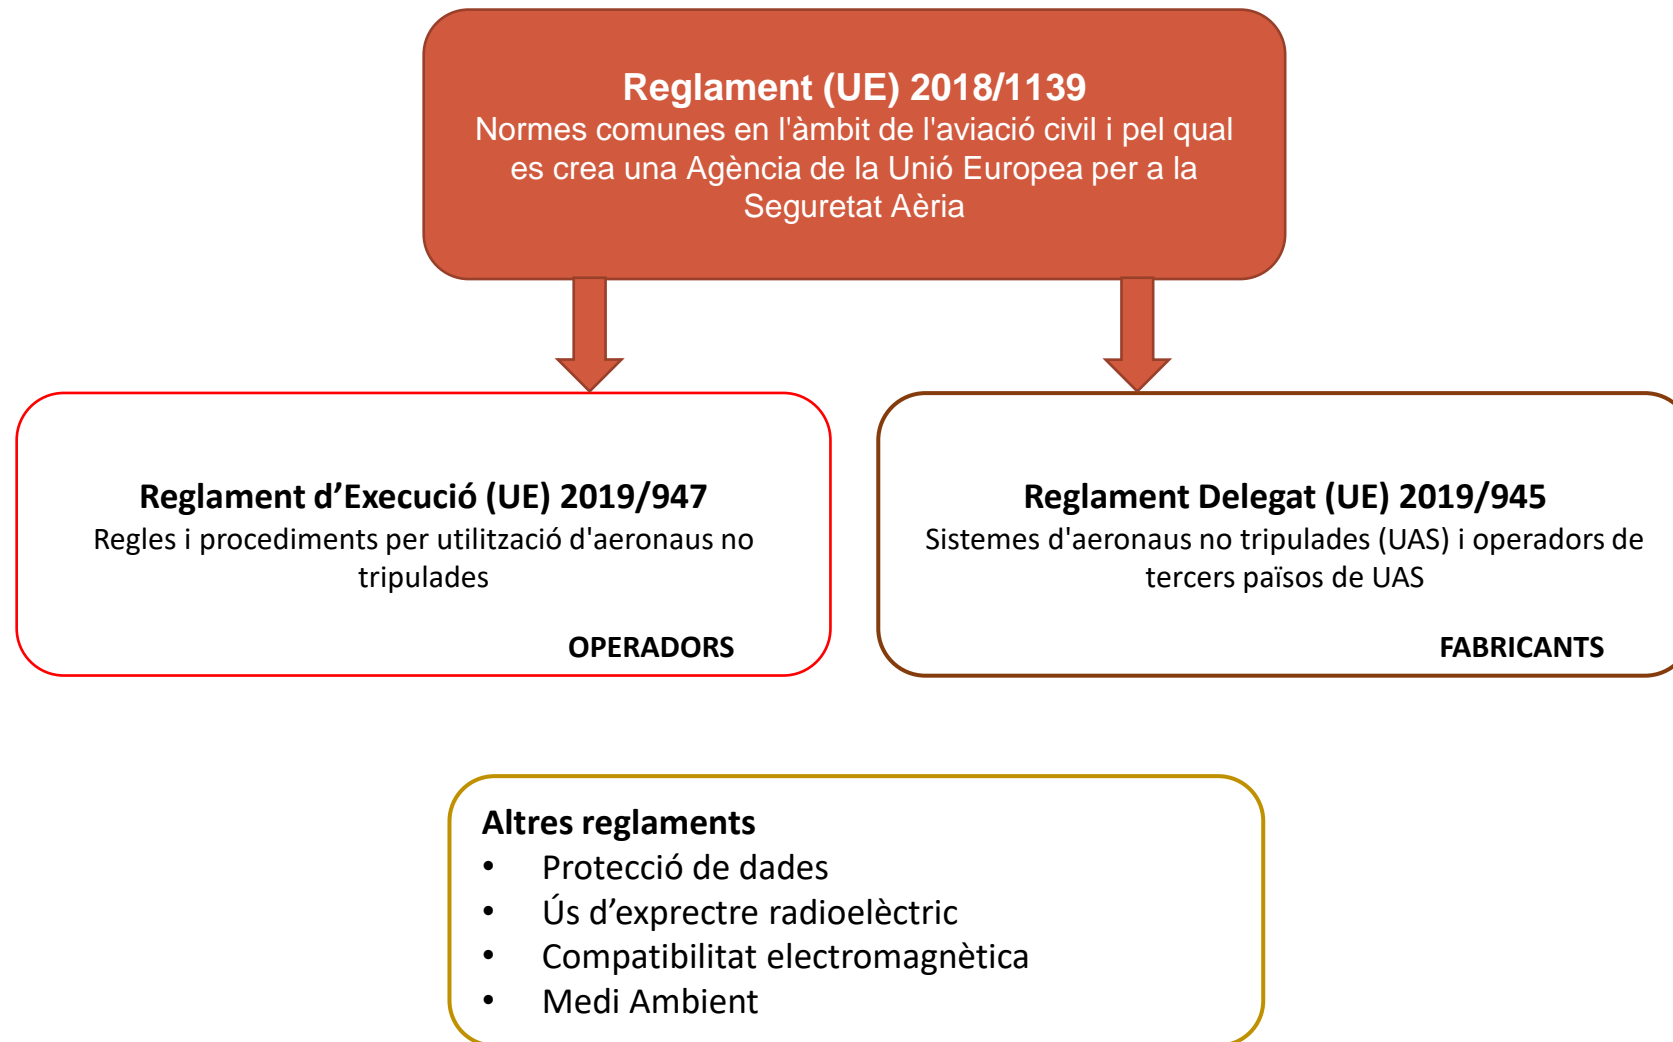 Reglament (UE) 2018/1139
Normes comunes en l'àmbit de l'aviació civil i pel qual
es crea una Agència de la Unió Europea per a la
Seguretat Aèria
Reglament d’Execució (UE) 2019/947
Regles i procediments per utilització d'aeronaus no
tripulades
OPERADORS
Reglament Delegat (UE) 2019/945
Sistemes d'aeronaus no tripulades (UAS) i operadors de
tercers països de UAS
FABRICANTS
Altres reglaments
• Protecció de dades
• Ús d’exprectre radioelèctric
• Compatibilitat electromagnètica
• Medi Ambient